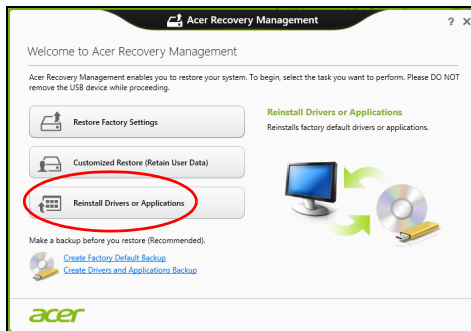 Acer Recovery Management
? X
Welcome to Acer Recovery Management
Acer Recovery Management enables you to restore your system. To begin, select the task you want to perform. Please DO NOT
remove the USB device while proceeding.
Restore Factory Settings
Customized Restore (Retain User Data)
Reinstall Drivers or Applications
Reinstall Drivers or Applications
Reinstalls factory default drivers or applications.
Make a backup before you restore (Recommended).
Create Factory Default Backup
Create Drivers and Applications Backup
acer